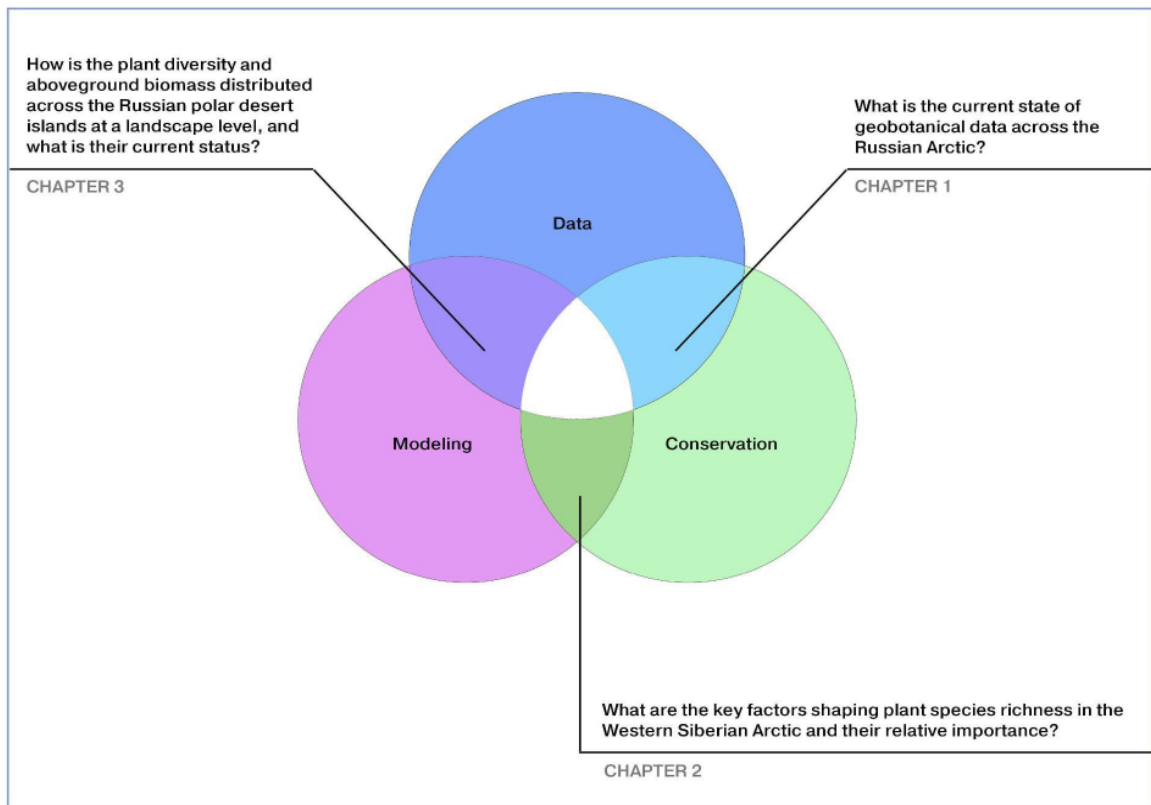 How is the plant diversity and
aboveground biomass distributed
across the Russian polar desert
islands at a landscape level, and
what is their current status?
CHAPTER 3
What is the current state of
geobotanical data across the
Russian Arctic?
CHAPTER 1
Data
Modeling
Conservation
What are the key factors shaping plant species richness in the
Western Siberian Arctic and their relative importance?
CHAPTER 2